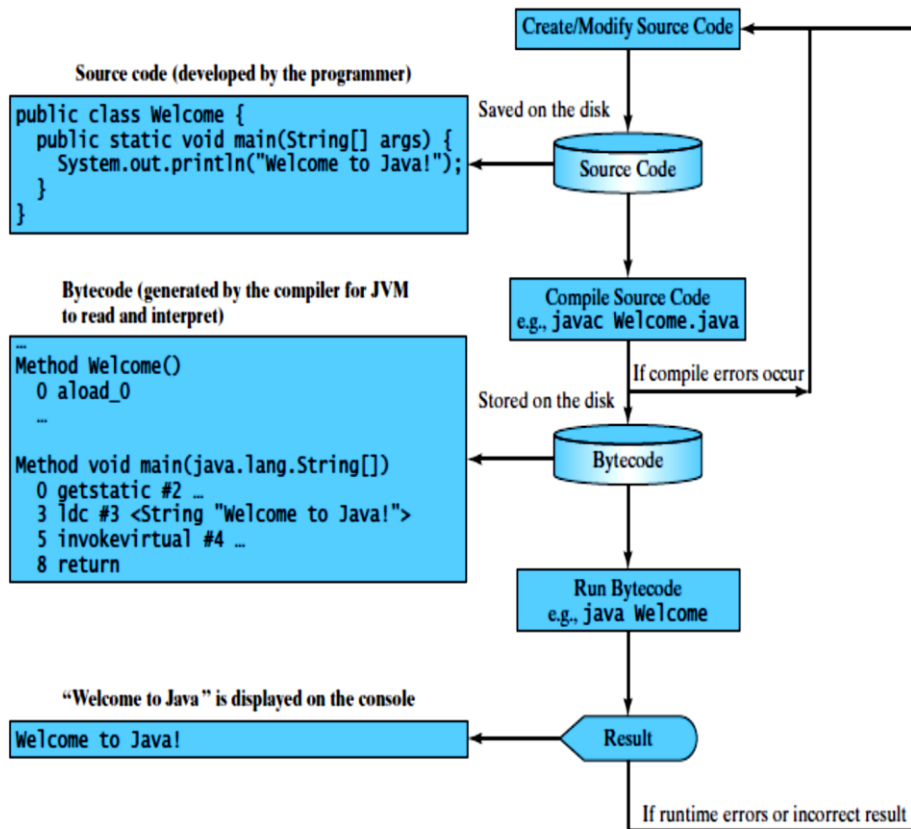 Create/Modify Source Code
Source code (developed by the programmer)
public class Welcome {
  public static void main(String[] args) {
    System.out.println("Welcome to Java!");
  }
}
Saved on the disk
Source Code
Compile Source Code
e.g., javac Welcome.java
If compile errors occur
Bytecode (generated by the compiler for JVM
to read and interpret)
…
Method Welcome()
  0 aload_0
  …
Method void main(java.lang.String[])
  0 getstatic #2 …
  3 ldc #3 <String "Welcome to Java!">
  5 invokevirtual #4 …
  8 return
Stored on the disk
Bytecode
Run Bytecode
e.g., java Welcome
“Welcome to Java” is displayed on the console
Welcome to Java!
Result
If runtime errors or incorrect result